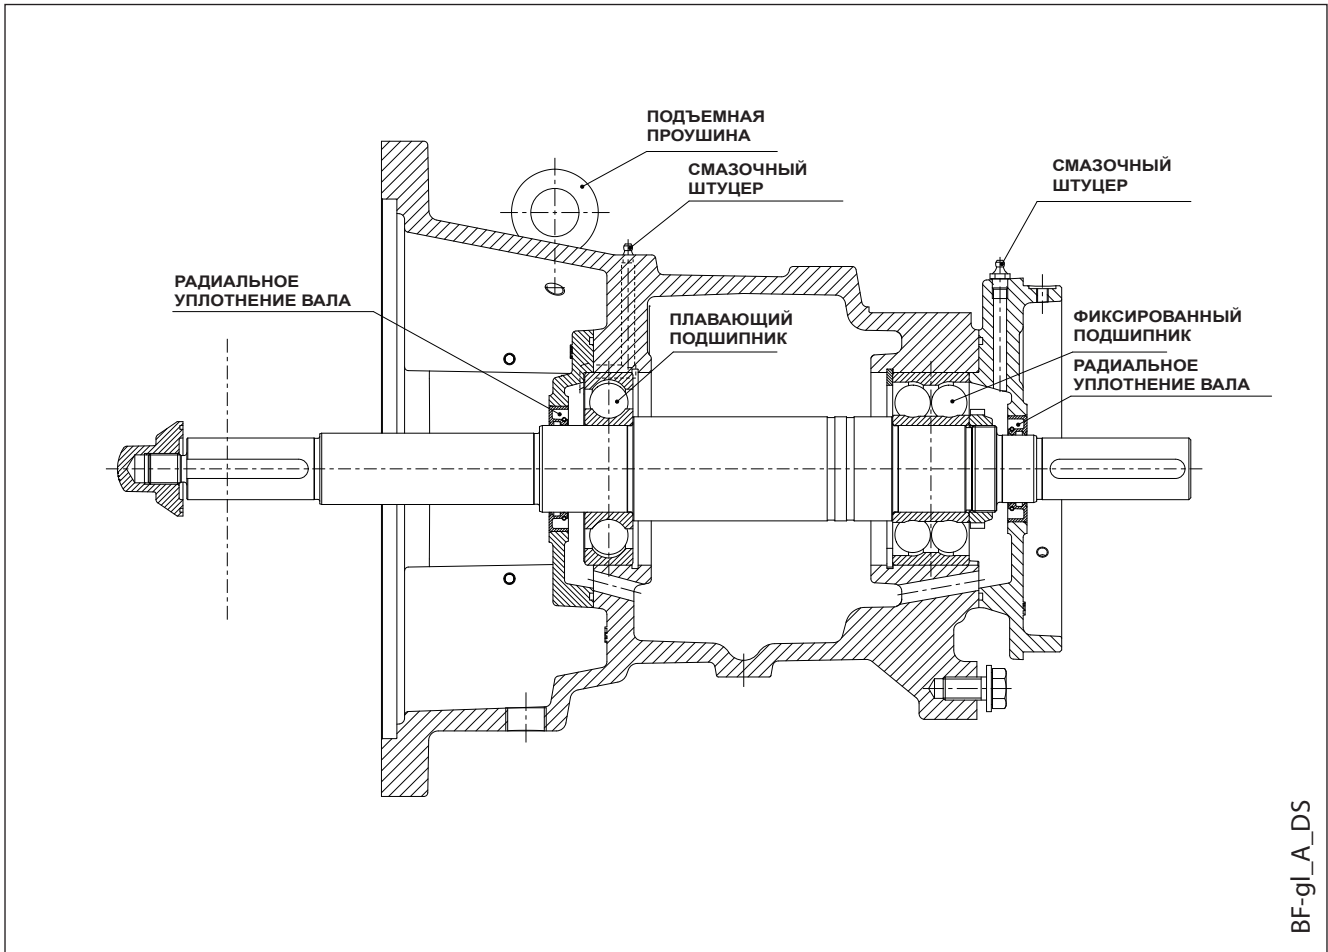 ПОДЪЕМНАЯ
ПРОУШИНА
СМАЗОЧНЫЙ
ШТУЦЕР
СМАЗОЧНЫЙ
ШТУЦЕР
РАДИАЛЬНОЕ
УПЛОТНЕНИЕ ВАЛА
ПЛАВАЮЩИЙ
ПОДШИПНИК
ФИКСИРОВАННЫЙ
ПОДШИПНИК
РАДИАЛЬНОЕ
УПЛОТНЕНИЕ ВАЛА
BF-gl_A_DS